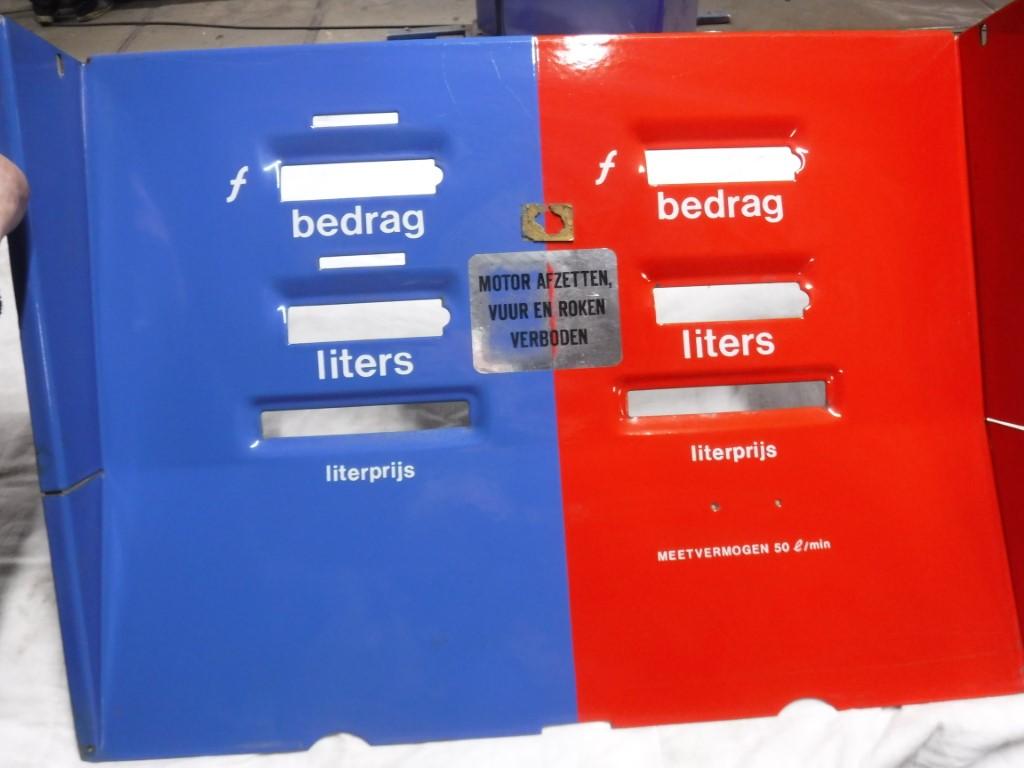 f
bedrag
liters
literprijs
MOTOR AFZETTEN,
VUUR EN ROKEN
VERBODEN
f
bedrag
liters
literprijs
MEETVERMOGEN 50 ℓ/min